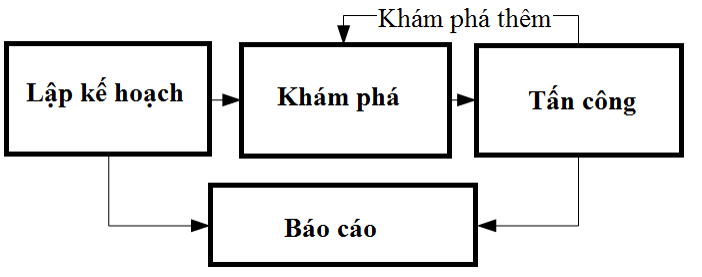 Khám phá thêm
Lập kế hoạch
Khám phá
Tấn công
Báo cáo